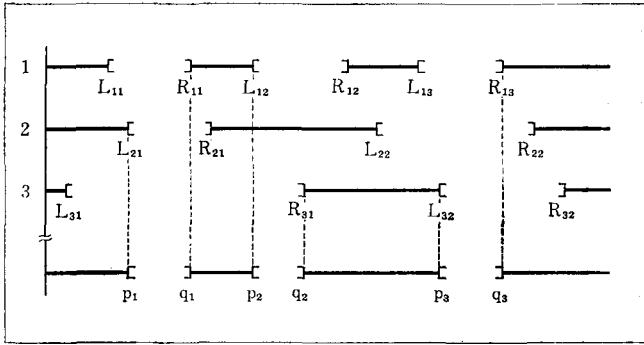 1 L₁₁ R₁₁ L₁₂ R₁₂ L₁₃ R₁₃
2 L₂₁ R₂₁ L₂₂ R₂₂
3 L₃₁ R₃₁ L₃₂ R₃₂
p₁ q₁ p₂ q₂ p₃ q₃